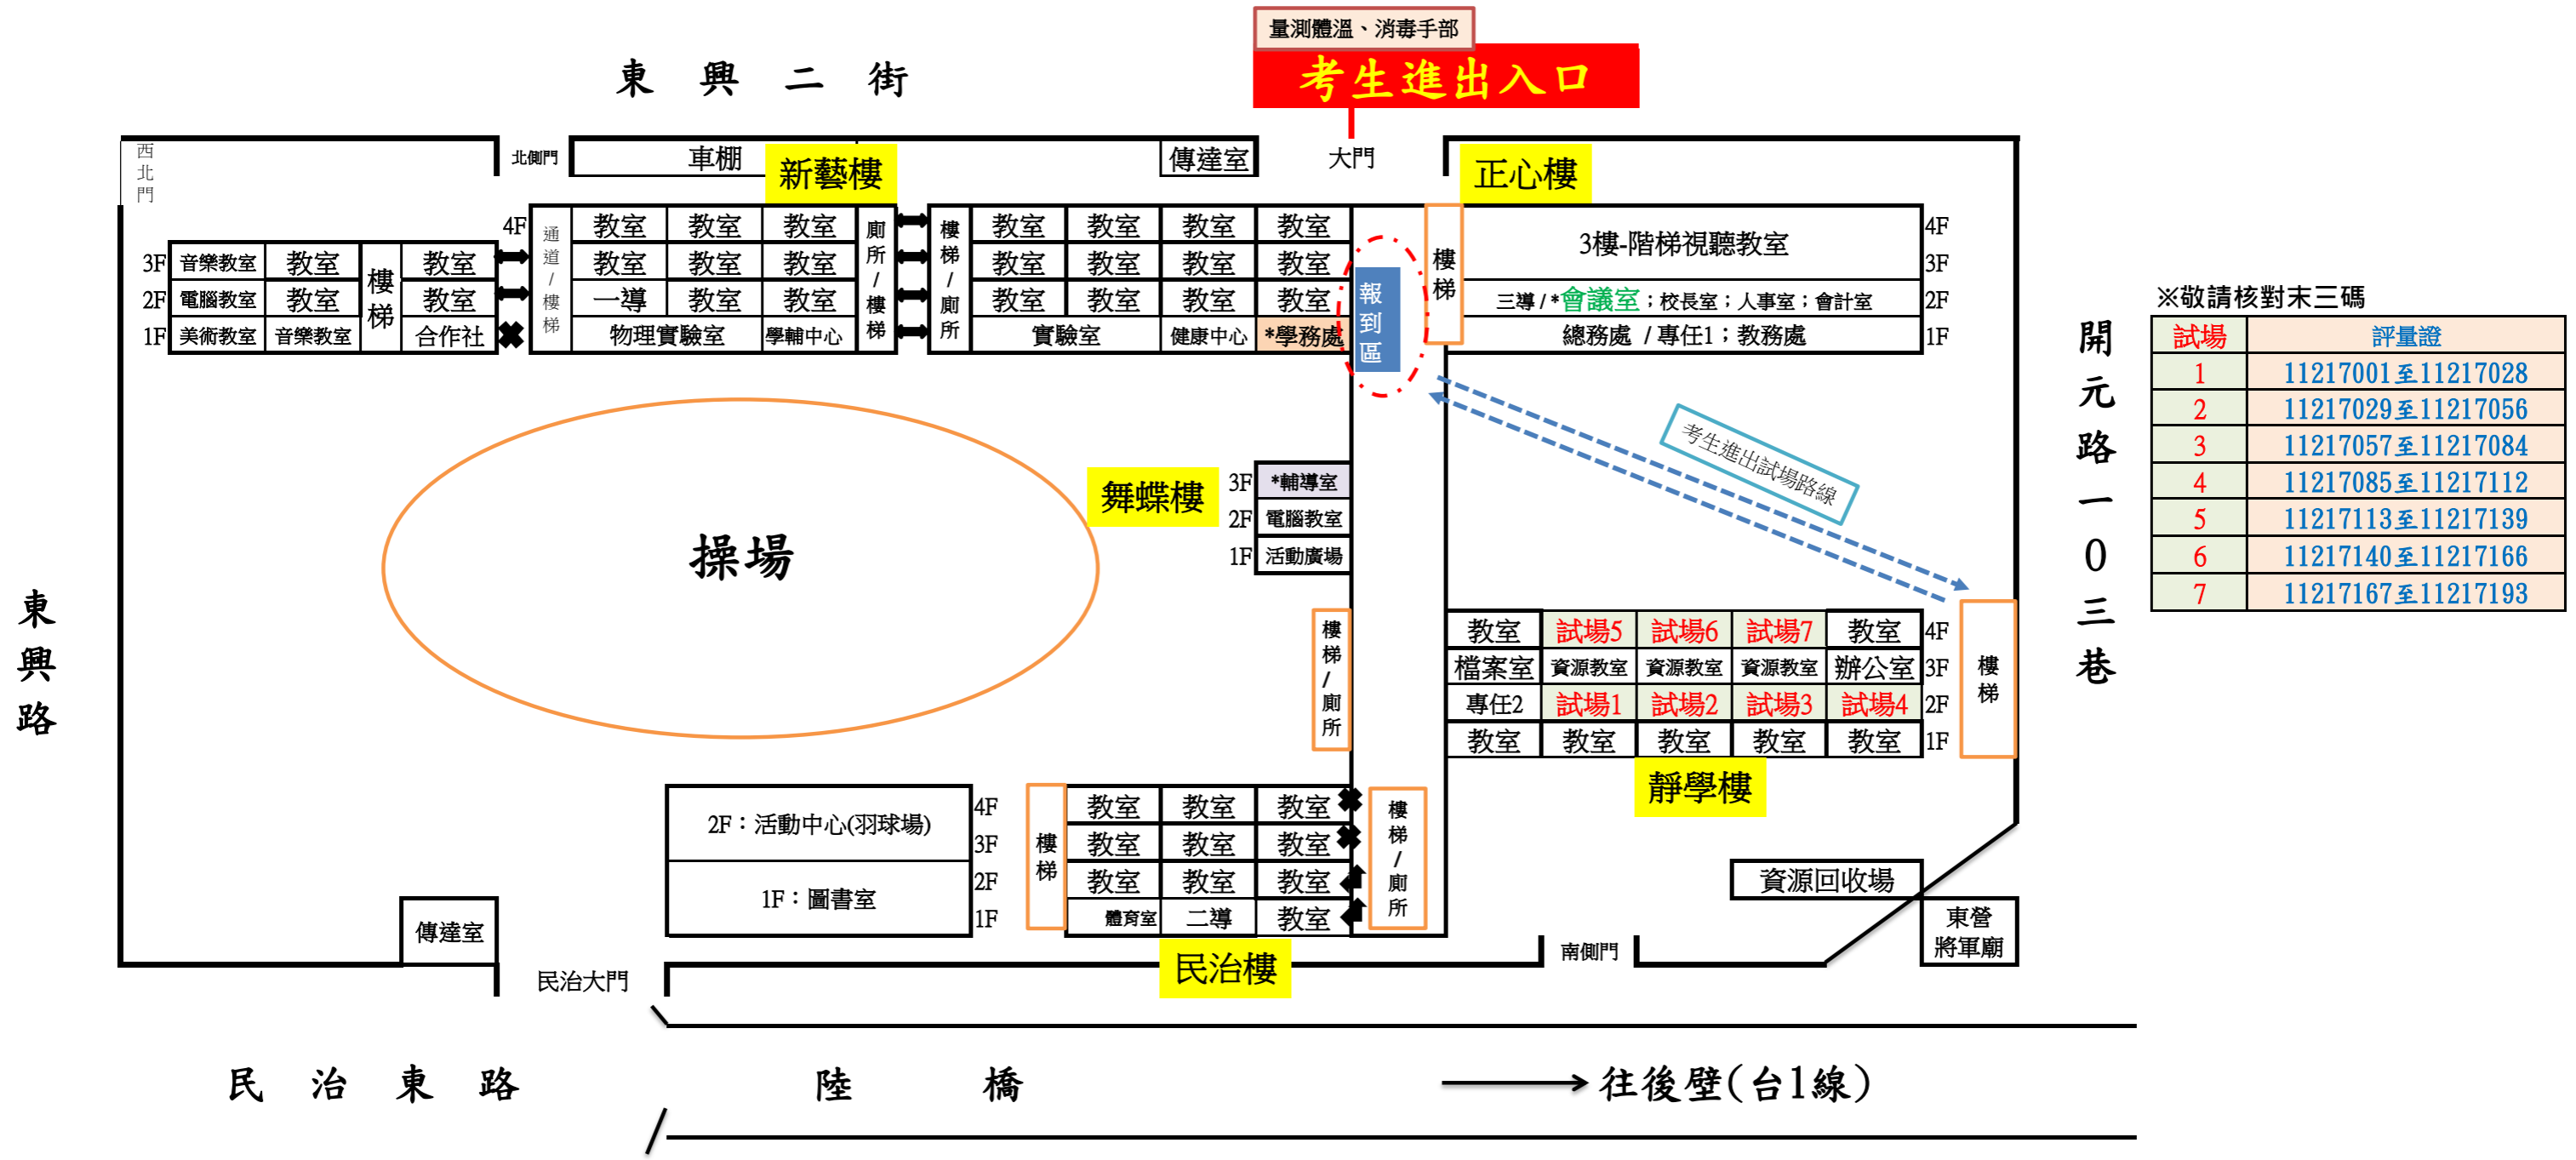 量測體溫、消毒手部
考生進出入口
東興二街
西北門
北側門
車棚
新藝樓
傳達室
大門
正心樓
4F
通道/樓梯
教室 教室 教室
廁所/樓梯
樓梯/廁所
教室 教室 教室 教室
樓梯
3樓-階梯視聽教室
4F
3F 音樂教室 教室
樓梯
教室
教室 教室 教室
教室 教室 教室 教室
報到區
3F
2F 電腦教室 教室 教室
一導 教室 教室
教室 教室 教室 教室
三導/*會議室；校長室；人事室；會計室
2F
1F 美術教室 音樂教室 合作社
物理實驗室 學輔中心
實驗室 健康中心 *學務處
總務處 / 專任1；教務處
1F
※敬請核對末三碼
試場 評量證
1 11217001至11217028
2 11217029至11217056
3 11217057至11217084
4 11217085至11217112
5 11217113至11217139
6 11217140至11217166
7 11217167至11217193
開元路一0三巷
考生進出試場路線
舞蝶樓
3F *輔導室
2F 電腦教室
1F 活動廣場
操場
東興路
樓梯/廁所
教室 試場5 試場6 試場7 教室 4F
檔案室 資源教室 資源教室 資源教室 辦公室 3F
專任2 試場1 試場2 試場3 試場4 2F
教室 教室 教室 教室 教室 1F
樓梯
靜學樓
2F：活動中心(羽球場)
1F：圖書室
4F
3F
2F
1F
樓梯
教室 教室 教室
教室 教室 教室
教室 教室 教室
體育室 二導 教室
樓梯/廁所
資源回收場
傳達室
東營
將軍廟
民治大門
民治樓
南側門
民治東路
陸橋
往後壁(台1線)